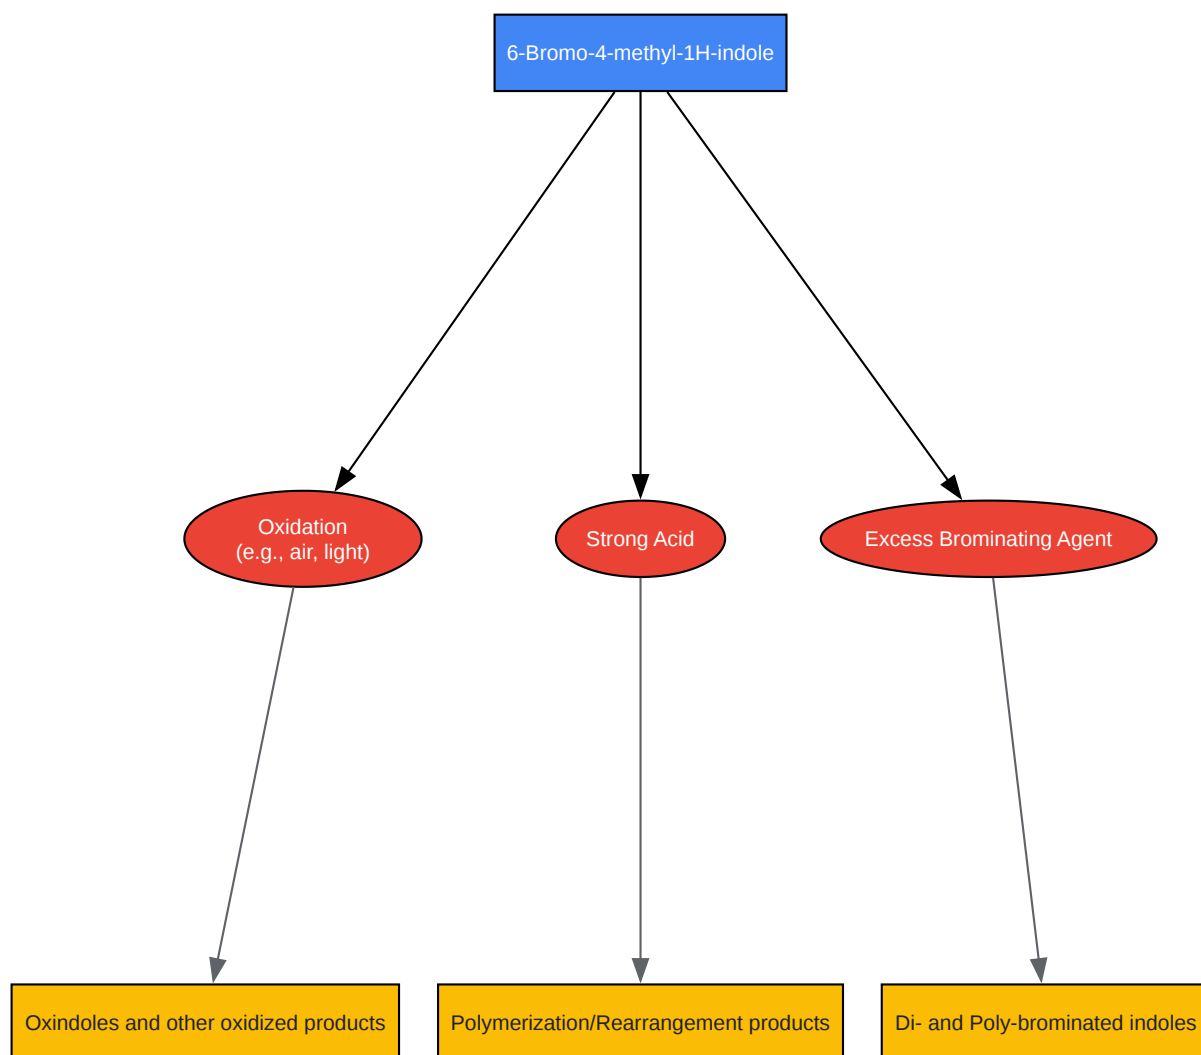 6-Bromo-4-methyl-1H-indole
Oxidation
(e.g., air, light)
Strong Acid
Excess Brominating Agent
Oxindoles and other oxidized products
Polymerization/Rearrangement products
Di- and Poly-brominated indoles